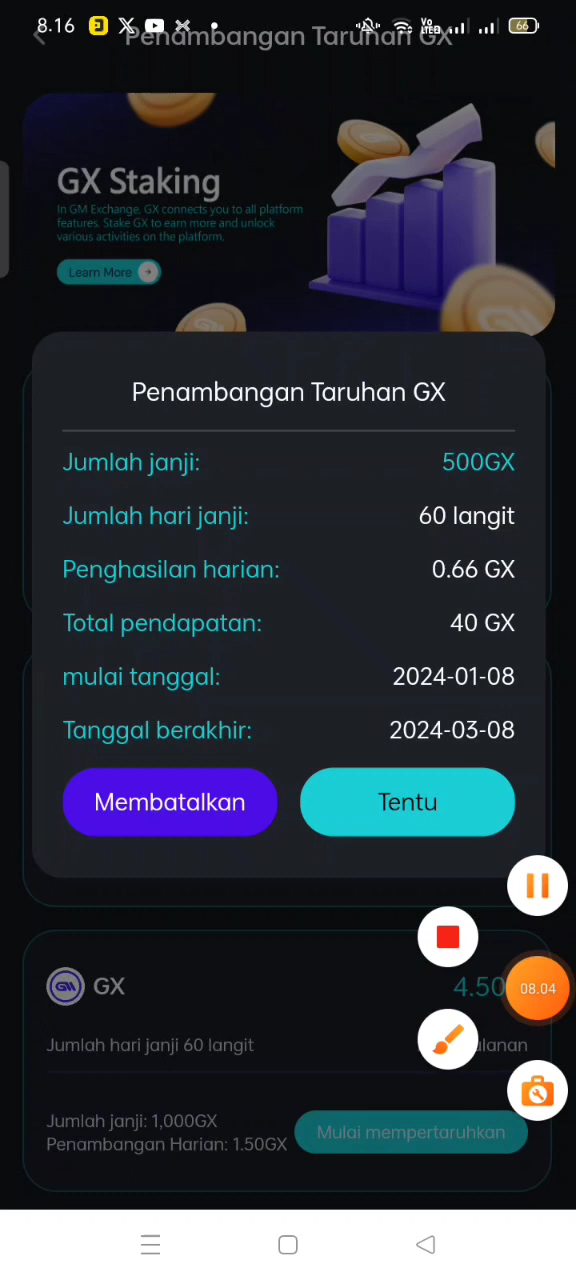 8.16
VoLTE
66
Penambangan Taruhan GX
GX Staking
In GM Exchange, GX connects you to all platform
features. Stake GX to earn more and unlock
various activities on the platform.
Learn More
Penambangan Taruhan GX
Jumlah janji: 500GX
Jumlah hari janji: 60 langit
Penghasilan harian: 0.66 GX
Total pendapatan: 40 GX
mulai tanggal: 2024-01-08
Tanggal berakhir: 2024-03-08
Membatalkan Tentu
GM GX 4.50
08.04
Jumlah hari janji 60 langit
Jumlah janji: 1,000GX
Penambangan Harian: 1.50GX
Mulai mempertaruhkan